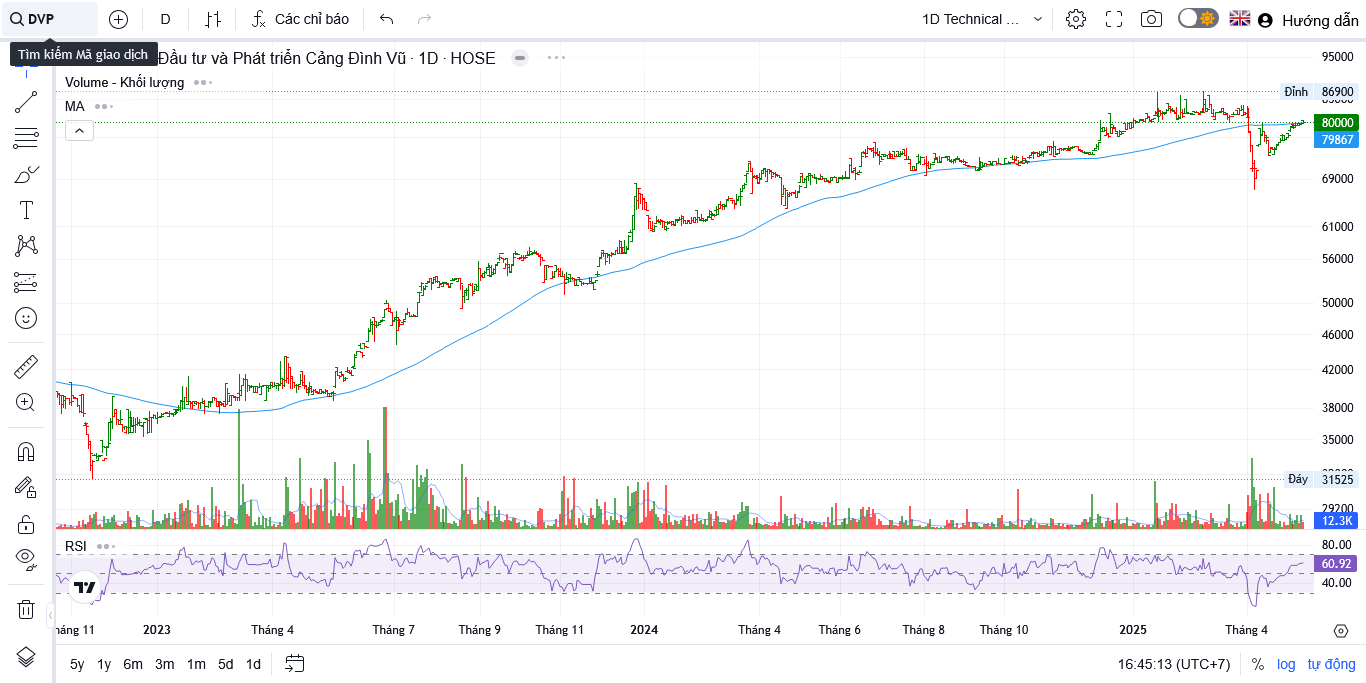 DVP D Các chỉ báo 1D Technical ... Hướng dẫn
Tìm kiếm Mã giao dịch
Đầu tư và Phát triển Cảng Đình Vũ · 1D · HOSE
Volume - Khối lượng
MA
95000
Đỉnh 86900
80000
79867
69000
61000
56000
50000
46000
42000
38000
35000
Đáy 31525
29200
12.3K
RSI
80.00
60.92
40.00
háng 11 2023 Tháng 4 Tháng 7 Tháng 9 Tháng 11 2024 Tháng 4 Tháng 6 Tháng 8 Tháng 10 2025 Tháng 4
5y 1y 6m 3m 1m 5d 1d 16:45:13 (UTC+7) % log tự động